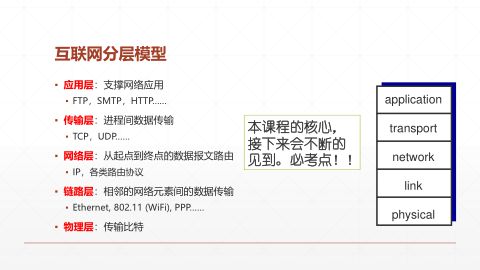 互联网分层模型
▪ 应用层：支撑网络应用
▪ FTP，SMTP，HTTP……
▪ 传输层：进程间数据传输
▪ TCP，UDP……
▪ 网络层：从起点到终点的数据报文路由
▪ IP，各类路由协议
▪ 链路层：相邻的网络元素间的数据传输
▪ Ethernet, 802.11 (WiFi), PPP……
▪ 物理层：传输比特
本课程的核心，
接下来会不断的
见到。必考点！！
application
transport
network
link
physical